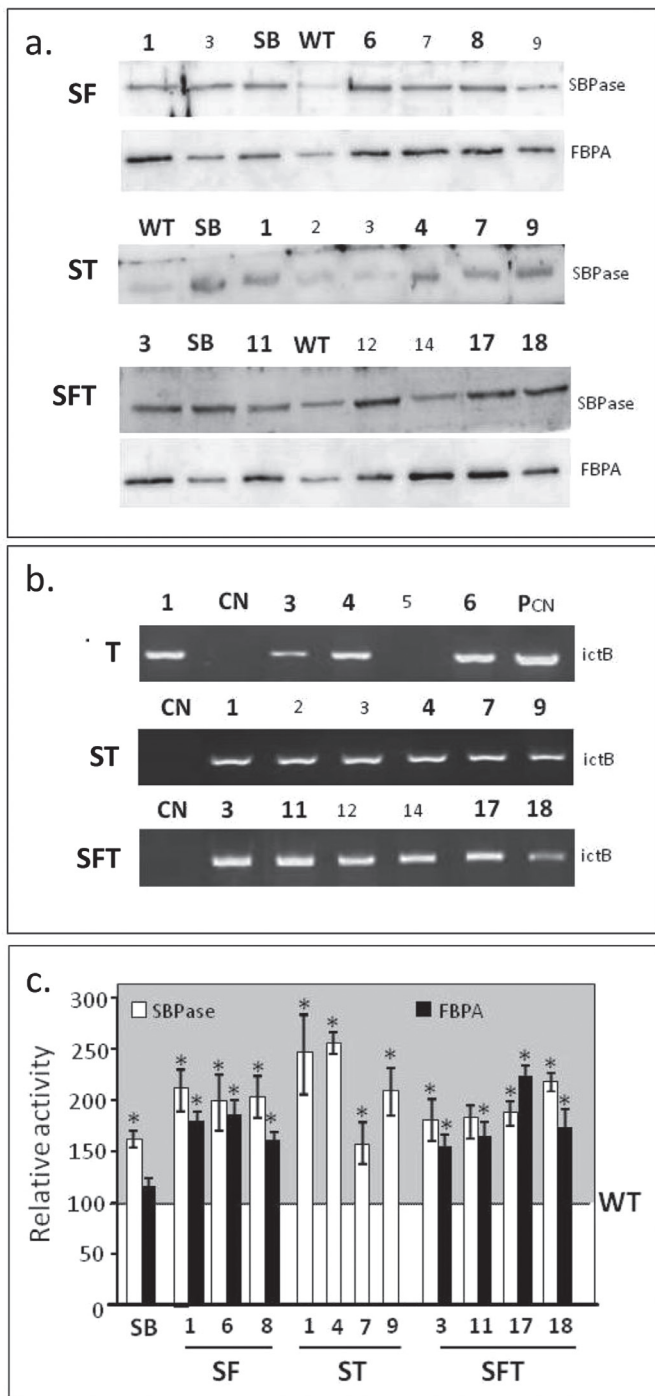 a.
1 3 SB WT 6 7 8 9
SF SBPase
FBPA
WT SB 1 2 3 4 7 9
ST SBPase
3 SB 11 WT 12 14 17 18
SFT SBPase
FBPA
b.
1 CN 3 4 5 6 PCN
T ictB
CN 1 2 3 4 7 9
ST ictB
CN 3 11 12 14 17 18
SFT ictB
c.
300
SBPase FBPA
* * * * * * * * * * * * * * * * *
250
200
150
100 WT
50
0
Relative activity
SB 1 6 8 1 4 7 9 3 11 17 18
SF ST SFT